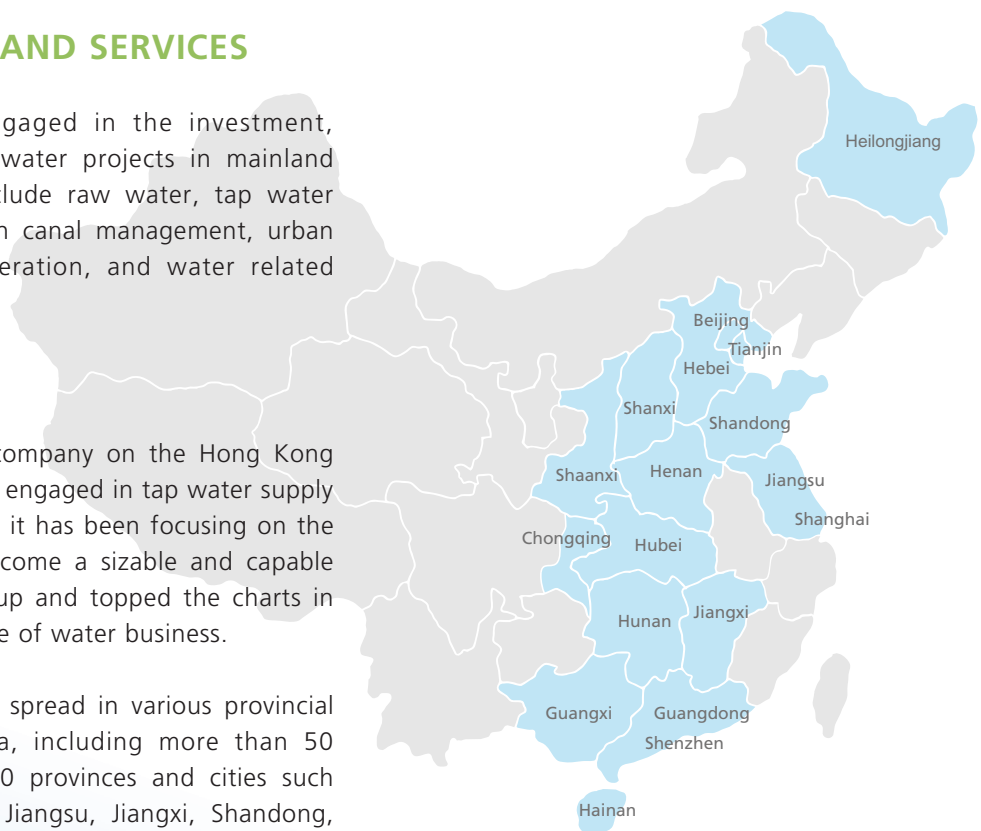 AND SERVICES
gaged in the investment,
water projects in mainland
clude raw water, tap water
n canal management, urban
eration, and water related
company on the Hong Kong
engaged in tap water supply
it has been focusing on the
come a sizable and capable
up and topped the charts in
e of water business.
spread in various provincial
a, including more than 50
0 provinces and cities such
Jiangsu, Jiangxi, Shandong,
Heilongjiang
Beijing
Tianjin
Hebei
Shanxi
Shandong
Shaanxi
Henan
Jiangsu
Shanghai
Chongqing
Hubei
Hunan
Jiangxi
Guangxi
Guangdong
Shenzhen
Hainan